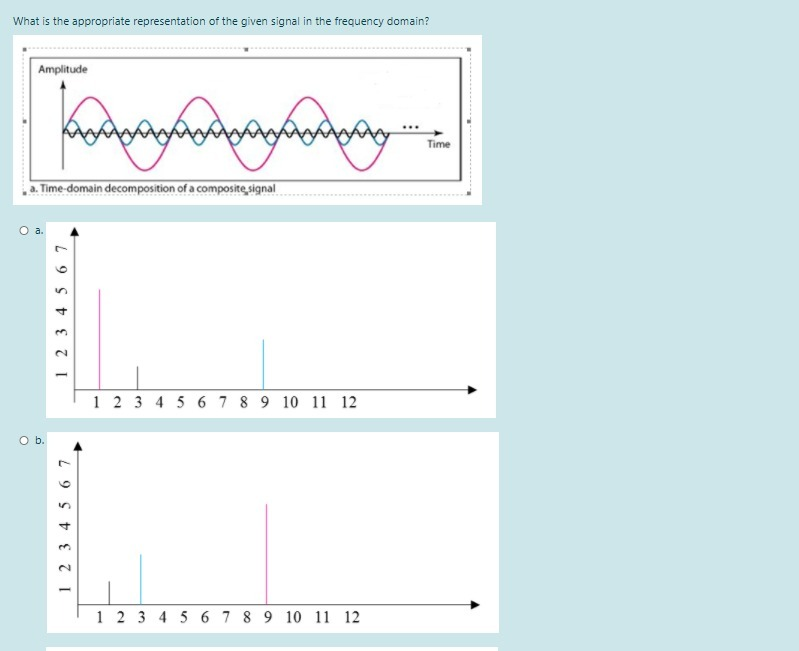 What is the appropriate representation of the given signal in the frequency domain?
Amplitude
...
Time
a. Time-domain decomposition of a composite signal
a.
1 2 3 4 5 6 7
1 2 3 4 5 6 7 8 9 10 11 12
b.
1 2 3 4 5 6 7
1 2 3 4 5 6 7 8 9 10 11 12